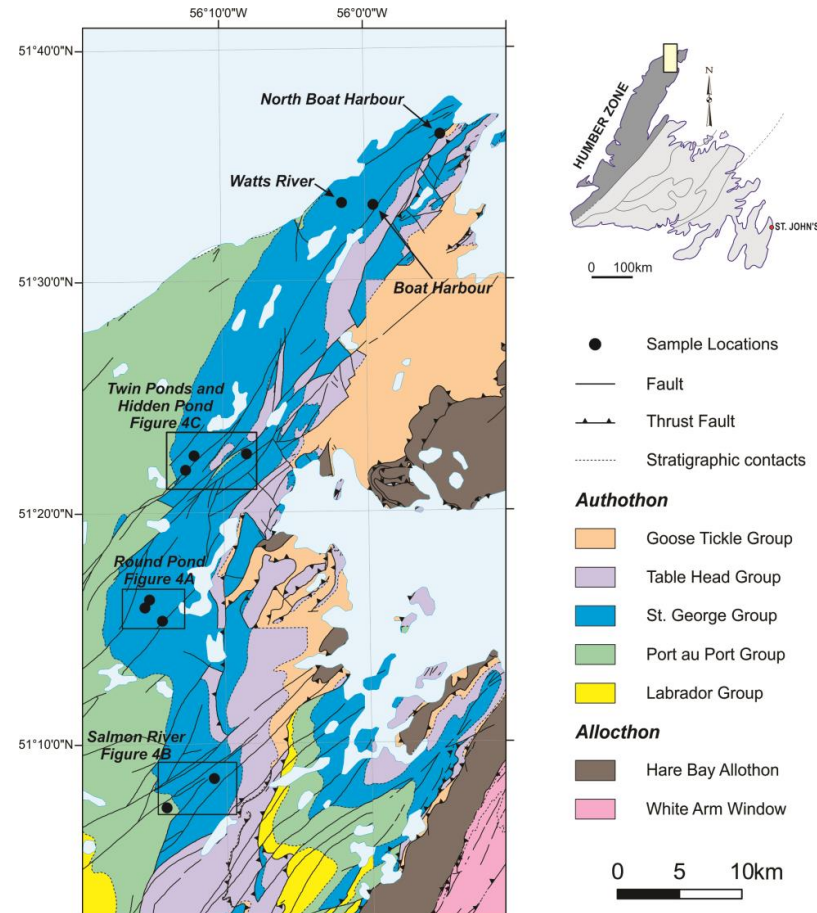 56°10'0"W
56°0'0"W
51°40'0"N
North Boat Harbour
Watts River
51°30'0"N
Boat Harbour
Twin Ponds and
Hidden Pond
Figure 4C
51°20'0"N
Round Pond
Figure 4A
51°10'0"N
Salmon River
Figure 4B
HUMBER ZONE
N
S
ST. JOHN'S
0 100km
Sample Locations
Fault
Thrust Fault
Stratigraphic contacts
Authothon
Goose Tickle Group
Table Head Group
St. George Group
Port au Port Group
Labrador Group
Allocthon
Hare Bay Allothon
White Arm Window
0 5 10km